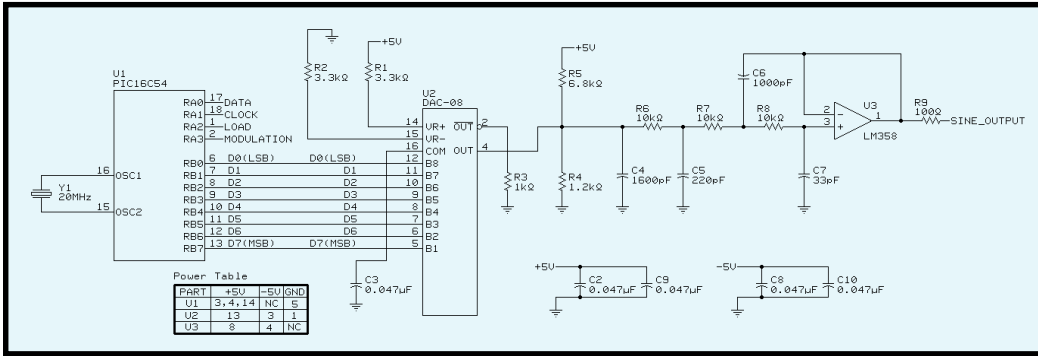 U1
PIC16C54
RA0 17 DATA
RA1 18 CLOCK
RA2 1 LOAD
RA3 2 MODULATION
RB0 6 D0(LSB) D0(LSB) 12 B8
RB1 7 D1 D1 11 B7
RB2 8 D2 D2 10 B6
RB3 9 D3 D3 9 B5
RB4 10 D4 D4 8 B4
RB5 11 D5 D5 7 B3
RB6 12 D6 D6 6 B2
RB7 13 D7(MSB) D7(MSB) 5 B1
16 OSC1
15 OSC2
Y1
20MHz
R2
3.3kΩ
+5V
R1
3.3kΩ
U2
DAC-08
14 VR+ OUT 2
15 VR-
16 COM OUT 4
R3
1kΩ
C3
0.047µF
+5V
R5
6.8kΩ
R4
1.2kΩ
R6
10kΩ
R7
10kΩ
R8
10kΩ
C4
1600pF
C5
220pF
C6
1000pF
C7
33pF
U3
2 -
3 +
1
LM358
R9
100Ω
SINE_OUTPUT
+5V
C2
0.047µF
C9
0.047µF
-5V
C8
0.047µF
C10
0.047µF
Power Table
PART +5V -5V GND
U1 3,4,14 NC 5
U2 13 3 1
U3 8 4 NC